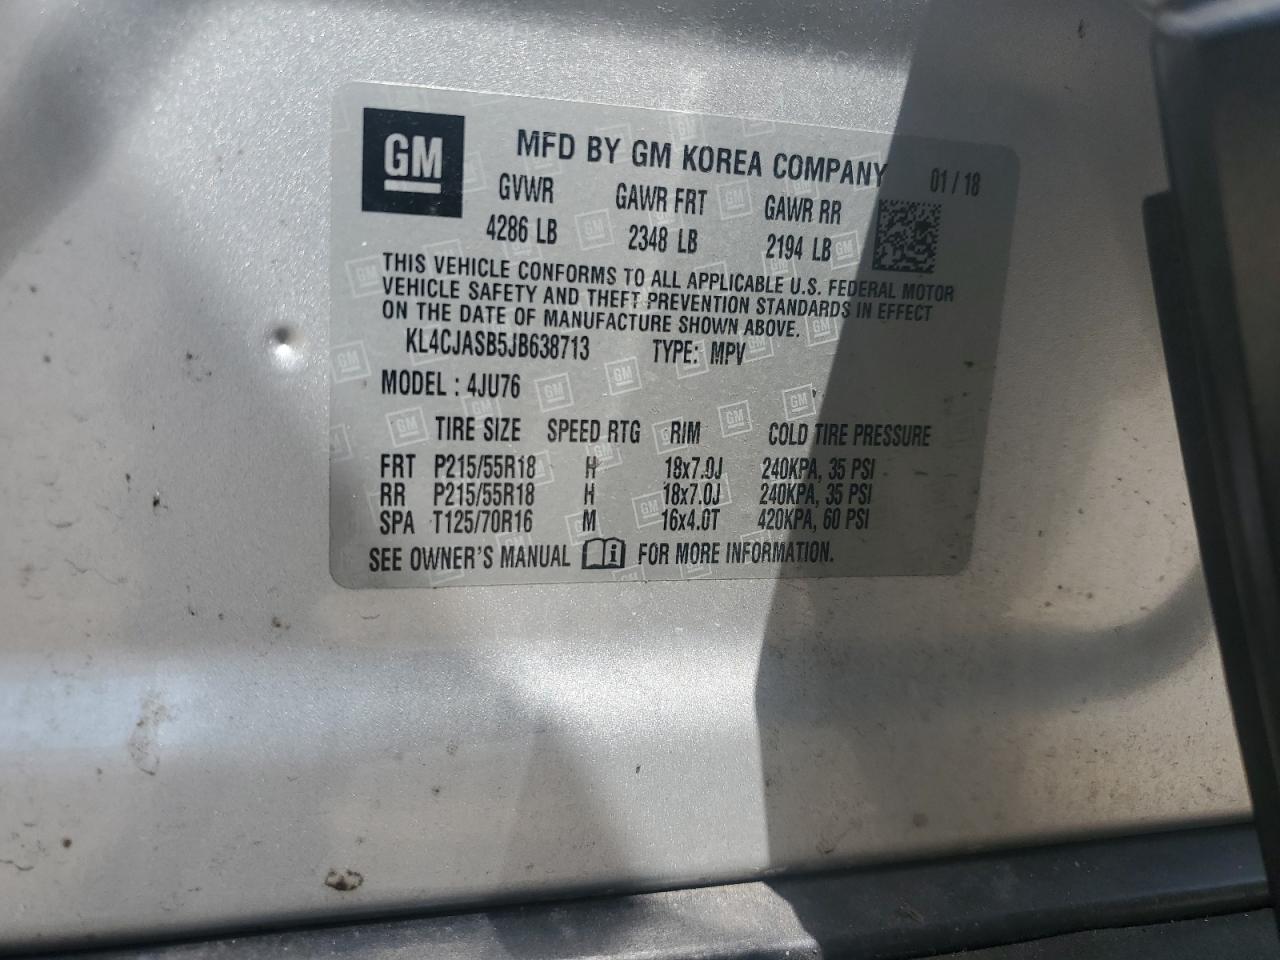 GM
MFD BY GM KOREA COMPANY 01 / 18
GVWR GAWR FRT GAWR RR
4286 LB 2348 LB 2194 LB
THIS VEHICLE CONFORMS TO ALL APPLICABLE U.S. FEDERAL MOTOR
VEHICLE SAFETY AND THEFT PREVENTION STANDARDS IN EFFECT
ON THE DATE OF MANUFACTURE SHOWN ABOVE.
KL4CJASB5JB638713 TYPE: MPV
MODEL : 4JU76
TIRE SIZE SPEED RTG RIM COLD TIRE PRESSURE
FRT P215/55R18 H 18x7.0J 240KPA, 35 PSI
RR P215/55R18 H 18x7.0J 240KPA, 35 PSI
SPA T125/70R16 M 16x4.0T 420KPA, 60 PSI
SEE OWNER'S MANUAL FOR MORE INFORMATION.